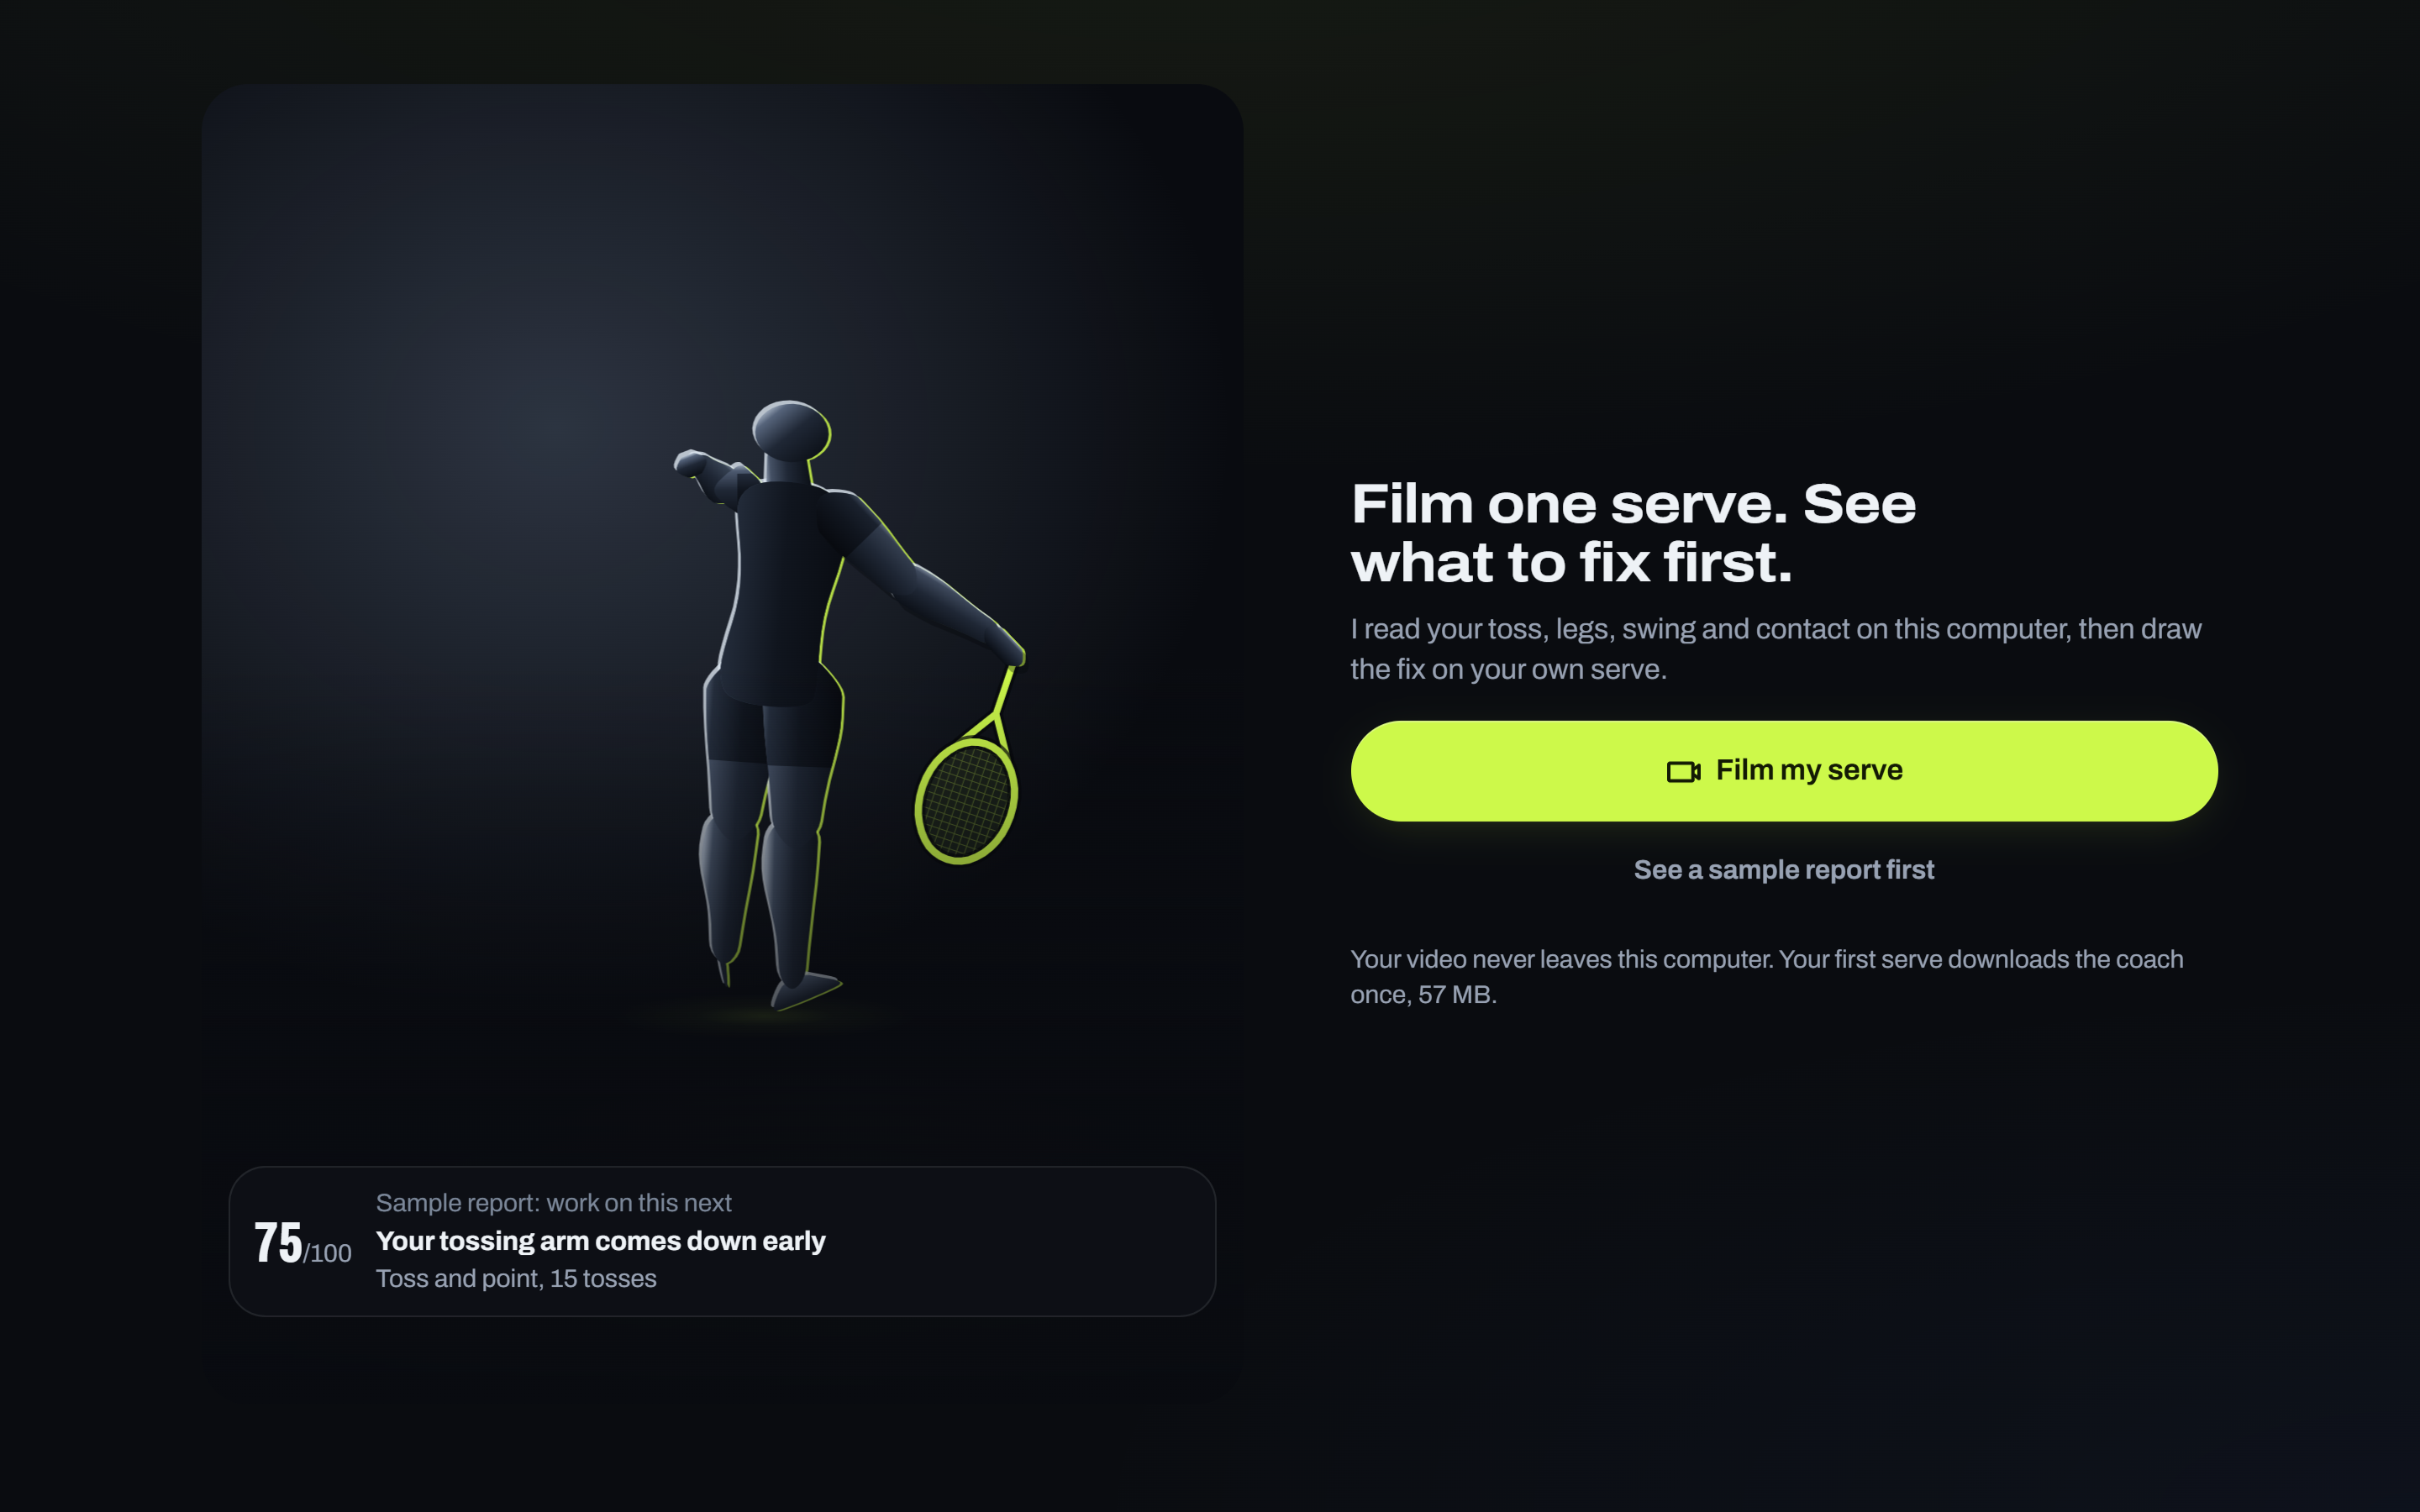 Film one serve. See
what to fix first.
I read your toss, legs, swing and contact on this computer, then draw
the fix on your own serve.
Film my serve
See a sample report first
Your video never leaves this computer. Your first serve downloads the coach
once, 57 MB.
Sample report: work on this next
75/100
Your tossing arm comes down early
Toss and point, 15 tosses